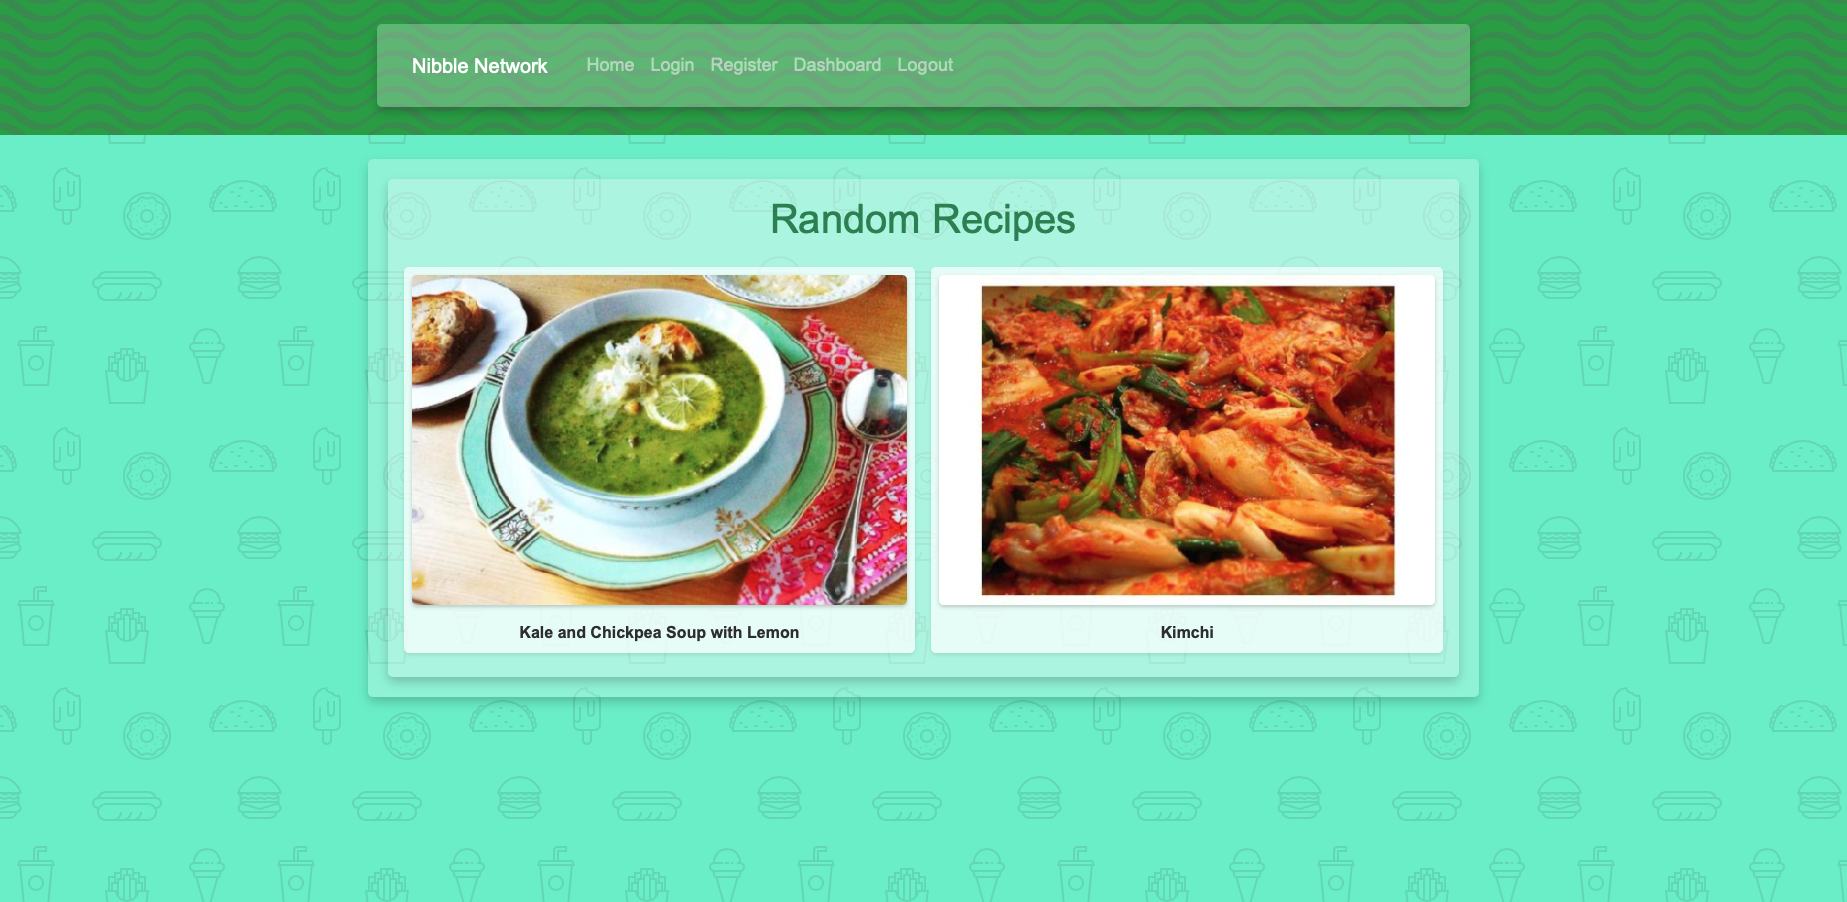 Nibble Network Home Login Register Dashboard Logout
Random Recipes
Kale and Chickpea Soup with Lemon
Kimchi